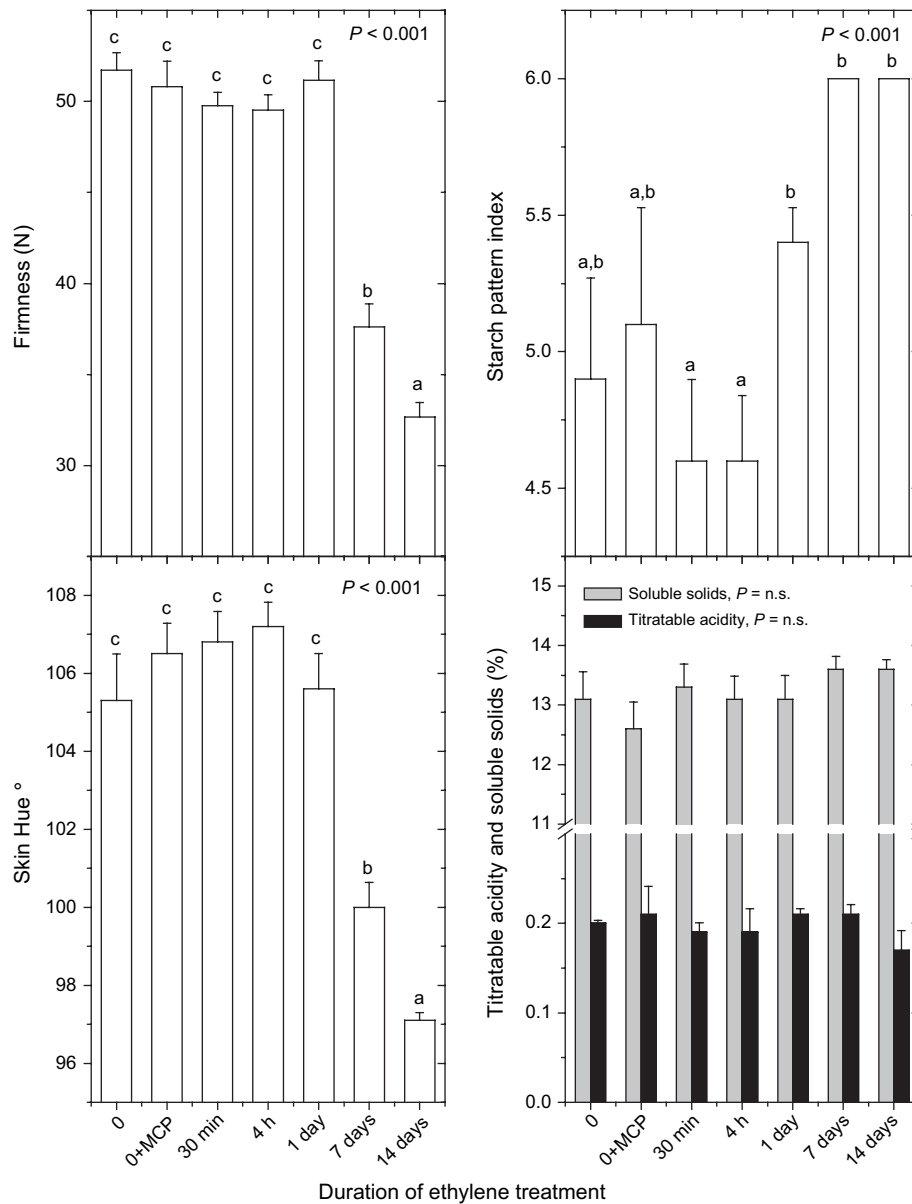 P < 0.001
c c c c c b a
50
40
30
Firmness (N)
P < 0.001
a,b a,b a a b b b
6.0
5.5
5.0
4.5
Starch pattern index
P < 0.001
c c c c c b a
108
106
104
102
100
98
96
Skin Hue °
0 0+MCP 30 min 4 h 1 day 7 days 14 days
Soluble solids, P = n.s.
Titratable acidity, P = n.s.
15
14
13
12
11
0.2
0.1
0.0
Titratable acidity and soluble solids (%)
0 0+MCP 30 min 4 h 1 day 7 days 14 days
Duration of ethylene treatment